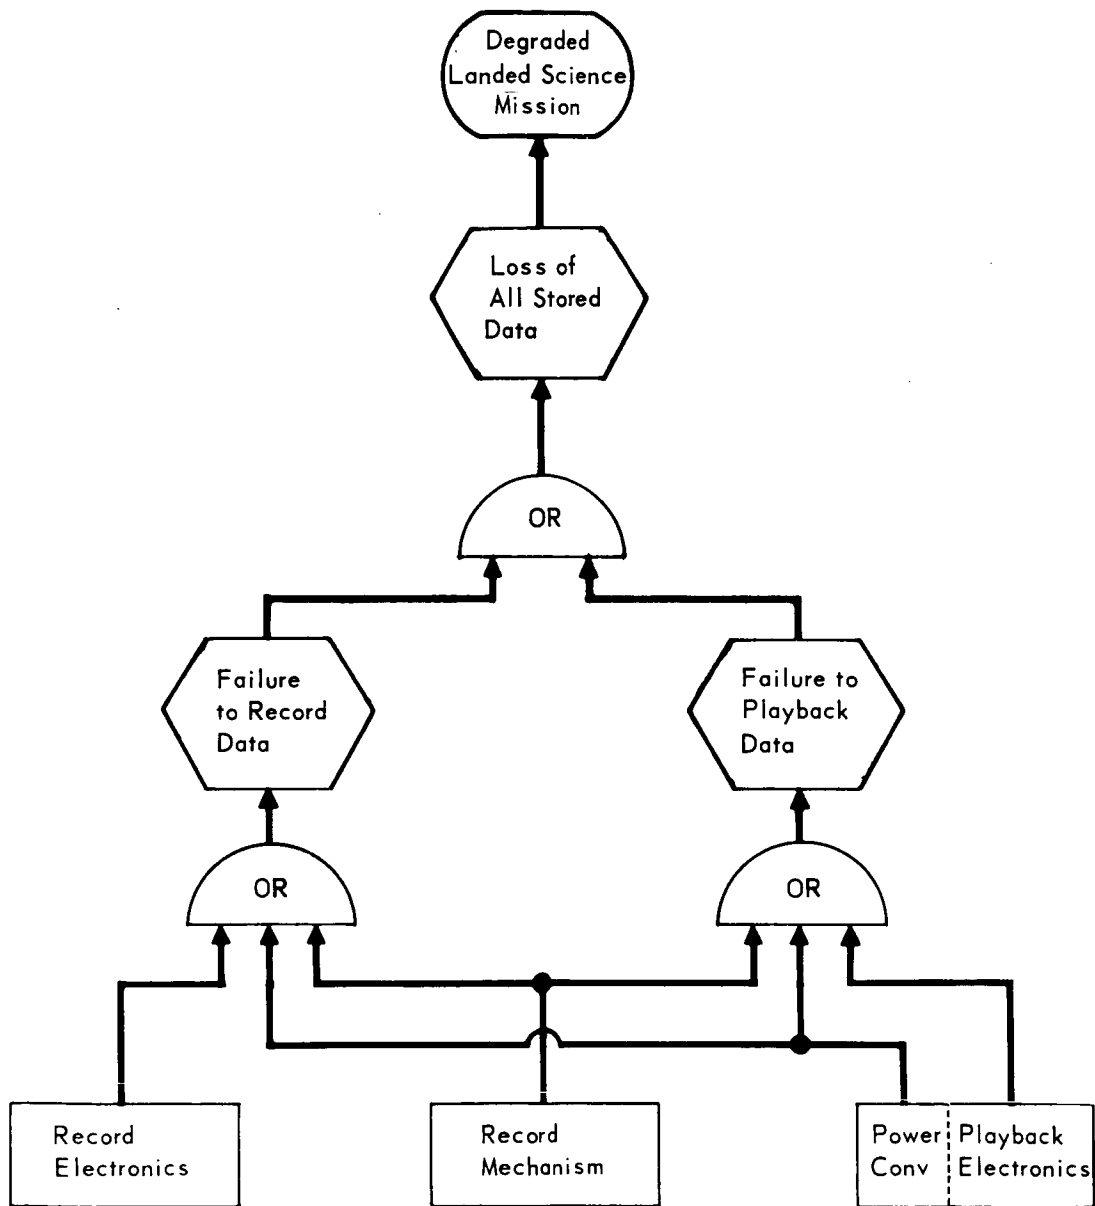 Degraded
Landed Science
Mission
Loss of
All Stored
Data
OR
Failure
to Record
Data
Failure to
Playback
Data
OR
OR
Record
Electronics
Record
Mechanism
Power
Conv
Playback
Electronics